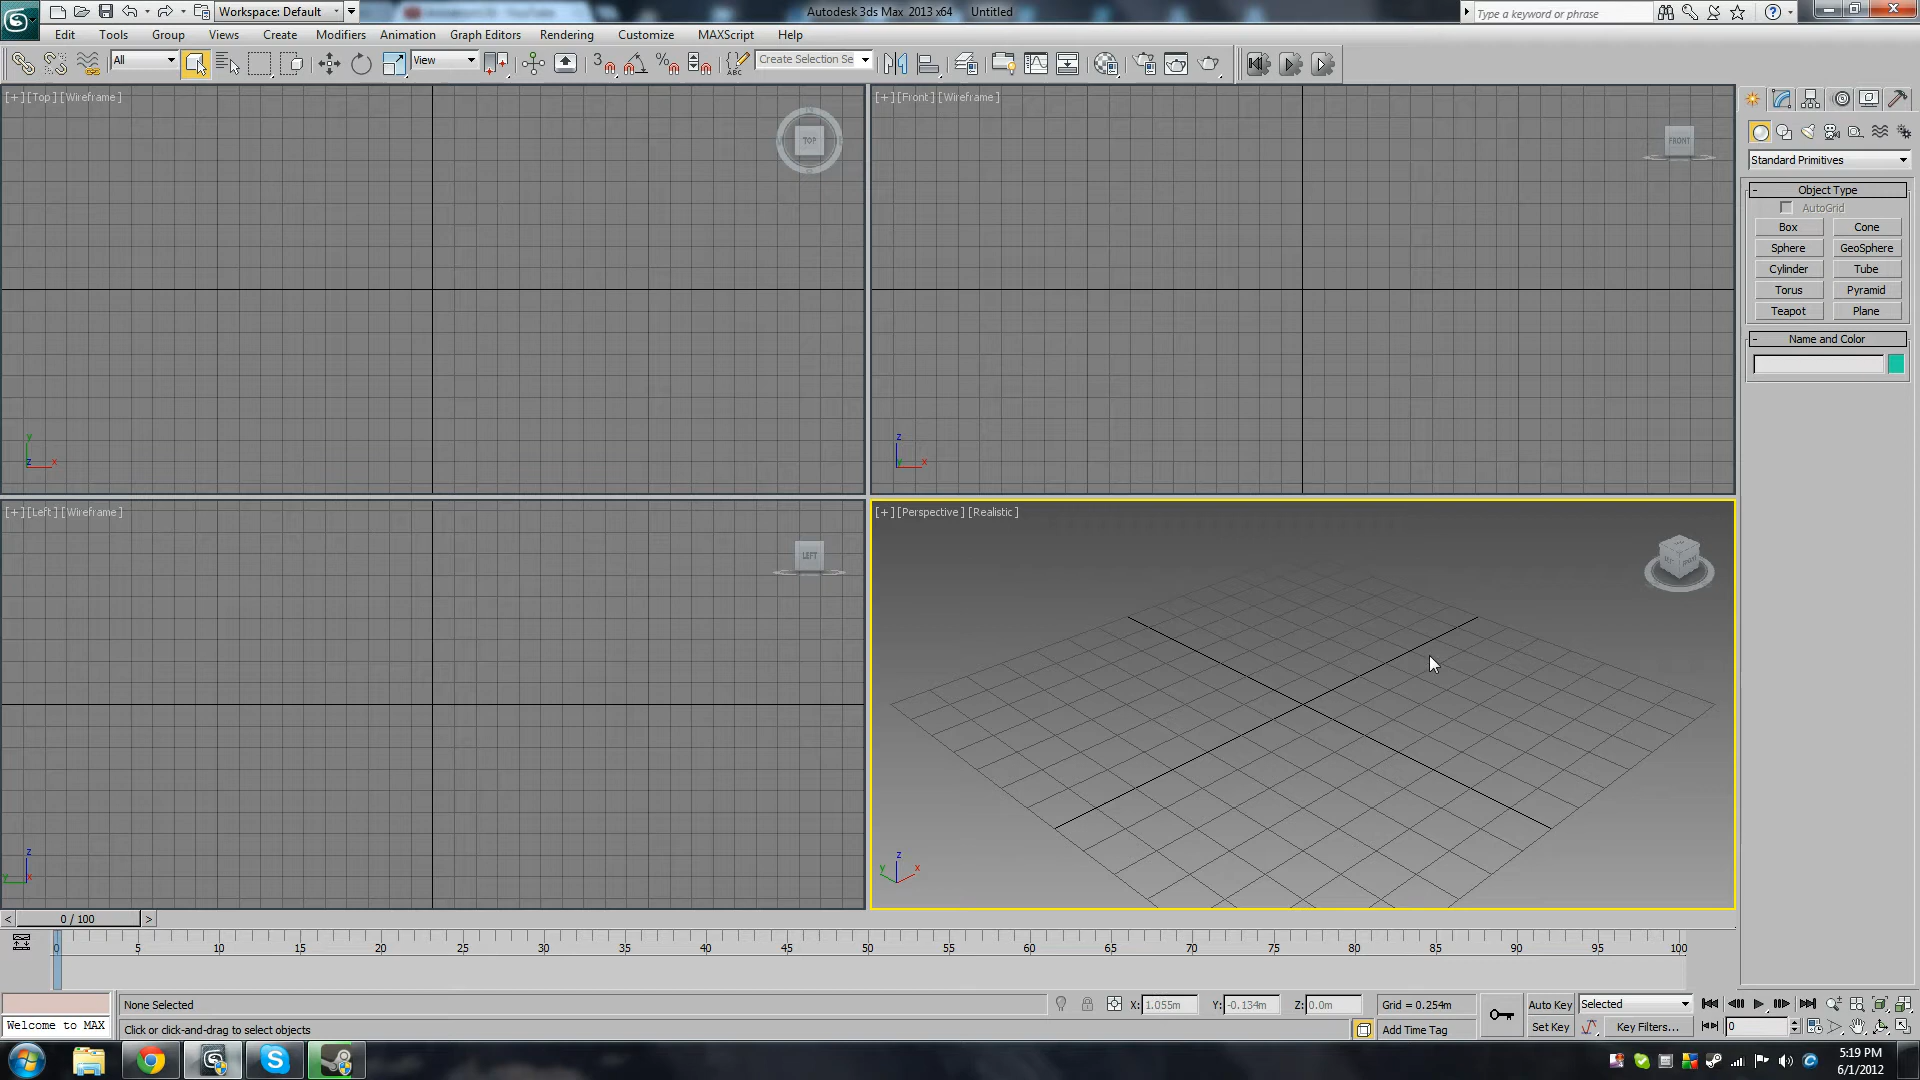 Workspace: Default
Autodesk 3ds Max 2013 x64 Untitled
Type a keyword or phrase
Edit Tools Group Views Create Modifiers Animation Graph Editors Rendering Customize MAXScript Help
All
View
3
ABC
Create Selection Se
[+][Top][Wireframe]
TOP
y
z x
[+][Front][Wireframe]
FRONT
z
y x
[+][Left][Wireframe]
LEFT
z
y x
[+][Perspective][Realistic]
z
y x
Standard Primitives
- Object Type
AutoGrid
Box Cone
Sphere GeoSphere
Cylinder Tube
Torus Pyramid
Teapot Plane
- Name and Color
< 0 / 100 >
0 5 10 15 20 25 30 35 40 45 50 55 60 65 70 75 80 85 90 95 100
None Selected
X: 1.055m Y: -0.134m Z: 0.0m Grid = 0.254m
Auto Key Selected
Welcome to MAX
Click or click-and-drag to select objects
Add Time Tag
Set Key Key Filters... 0
5:19 PM
6/1/2012